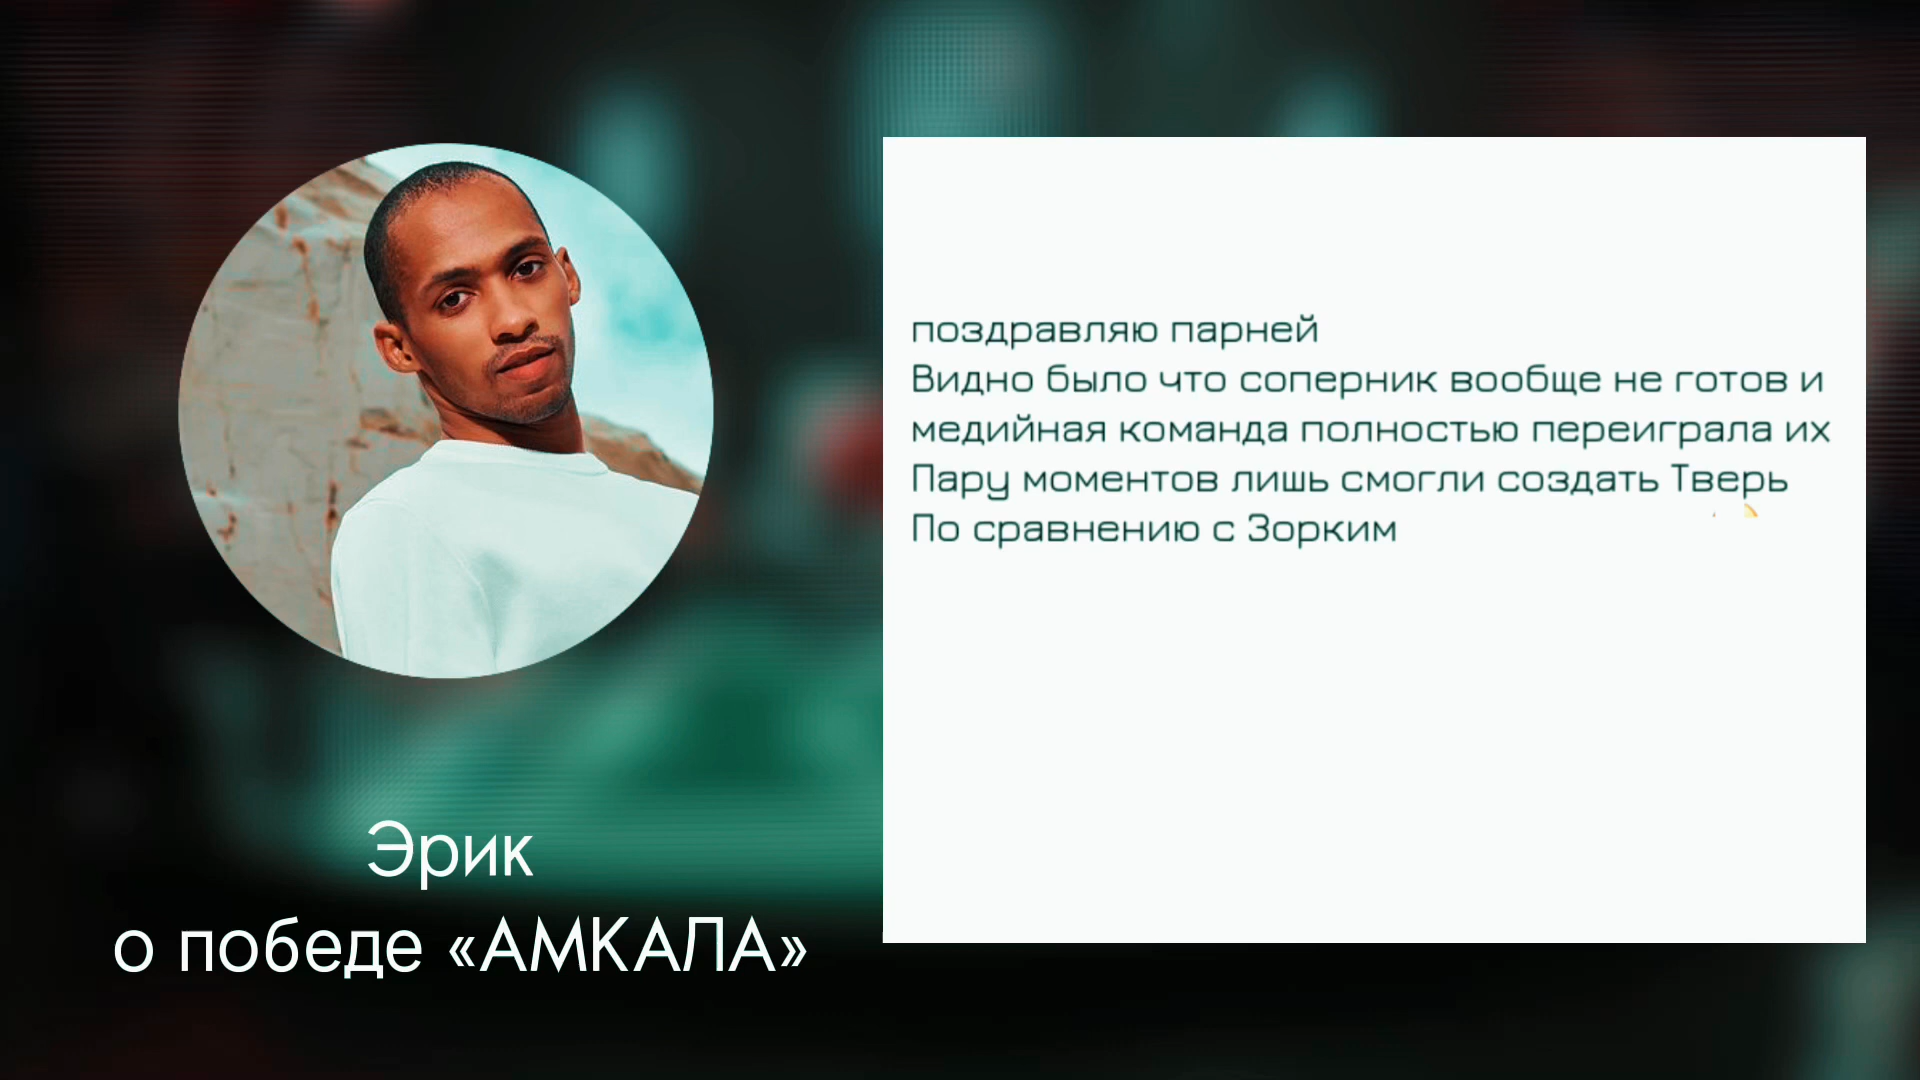 поздравляю парней
Видно было что соперник вообще не готов и
медийная команда полностью переиграла их
Пару моментов лишь смогли создать Тверь
По сравнению с Зорким
Эрик
о победе «АМКАЛА»